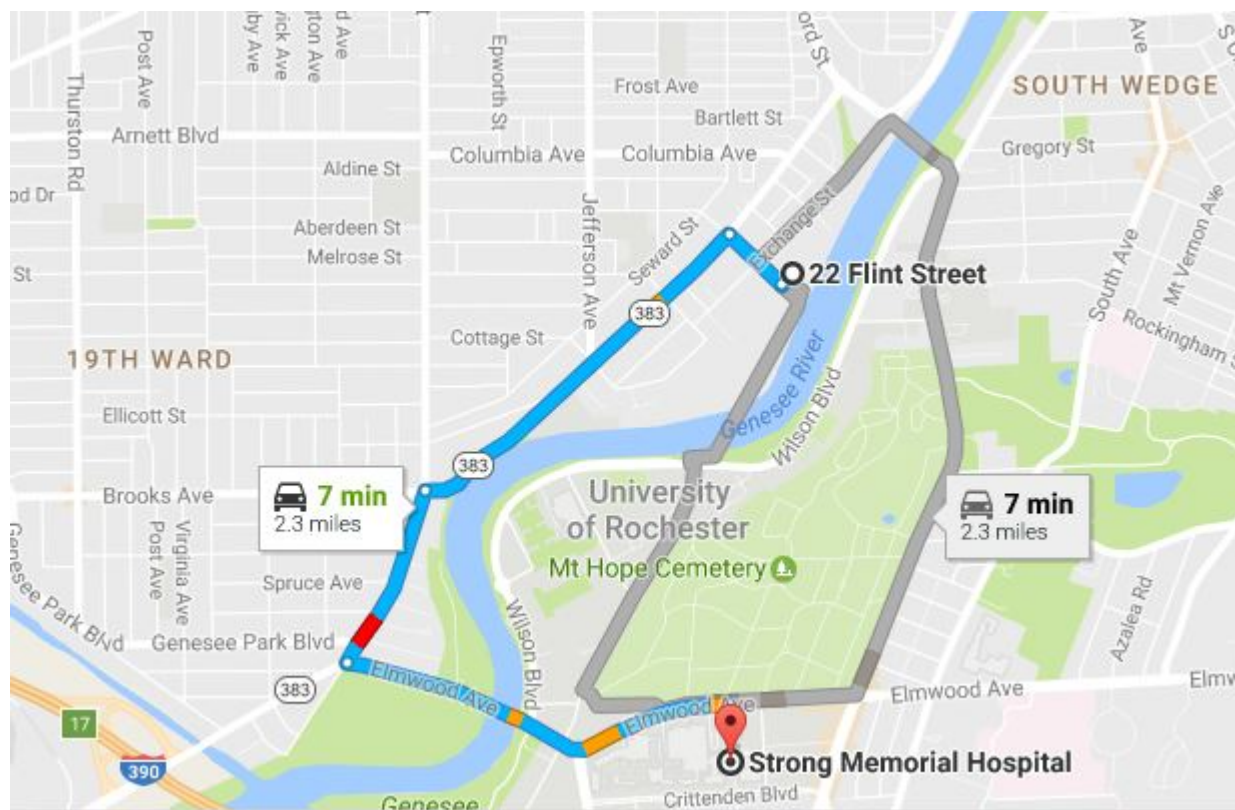 Post Ave
Thurston Rd
Arnett Blvd
Epworth St
Frost Ave
Bartlett St
SOUTH WEDGE
Gregory St
Columbia Ave
Columbia Ave
Aldine St
Aberdeen St
Melrose St
St
Jefferson Ave
Seward St
Exchange St
22 Flint Street
South Ave
Mt Vernon Ave
Rockingham
383
Cottage St
19TH WARD
Ellicott St
Genesee River
Wilson Blvd
383
Brooks Ave
7 min
2.3 miles
University
of Rochester
7 min
2.3 miles
Virginia Ave
Post Ave
Mt Hope Cemetery
Spruce Ave
Genesee Park Blvd
Genesee Park Blvd
Wilson Blvd
Azalea Rd
383
Elmwood Ave
Elmwood Ave
Elmwood Ave
Elmw
17
390
Strong Memorial Hospital
Crittenden Blvd
Genesee